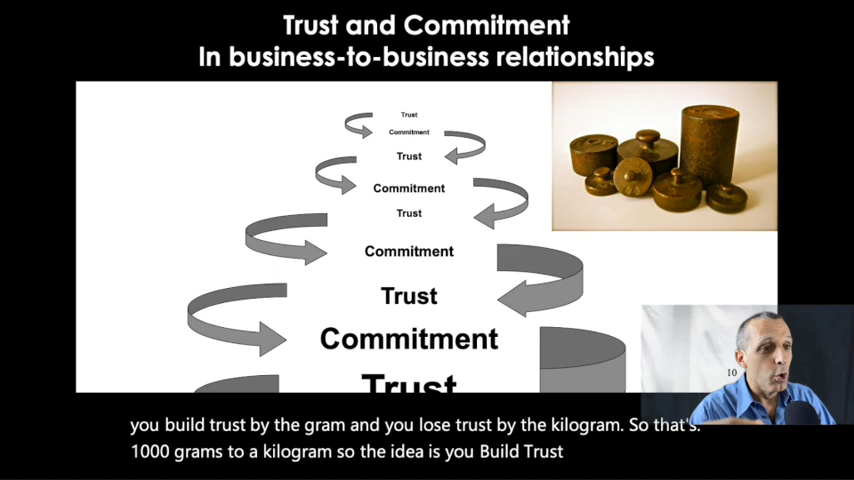 Trust and Commitment
In business-to-business relationships
Trust
Commitment
Trust
Commitment
Trust
Commitment
Trust
Commitment
Trust
10
you build trust by the gram and you lose trust by the kilogram. So that's.
1000 grams to a kilogram so the idea is you Build Trust